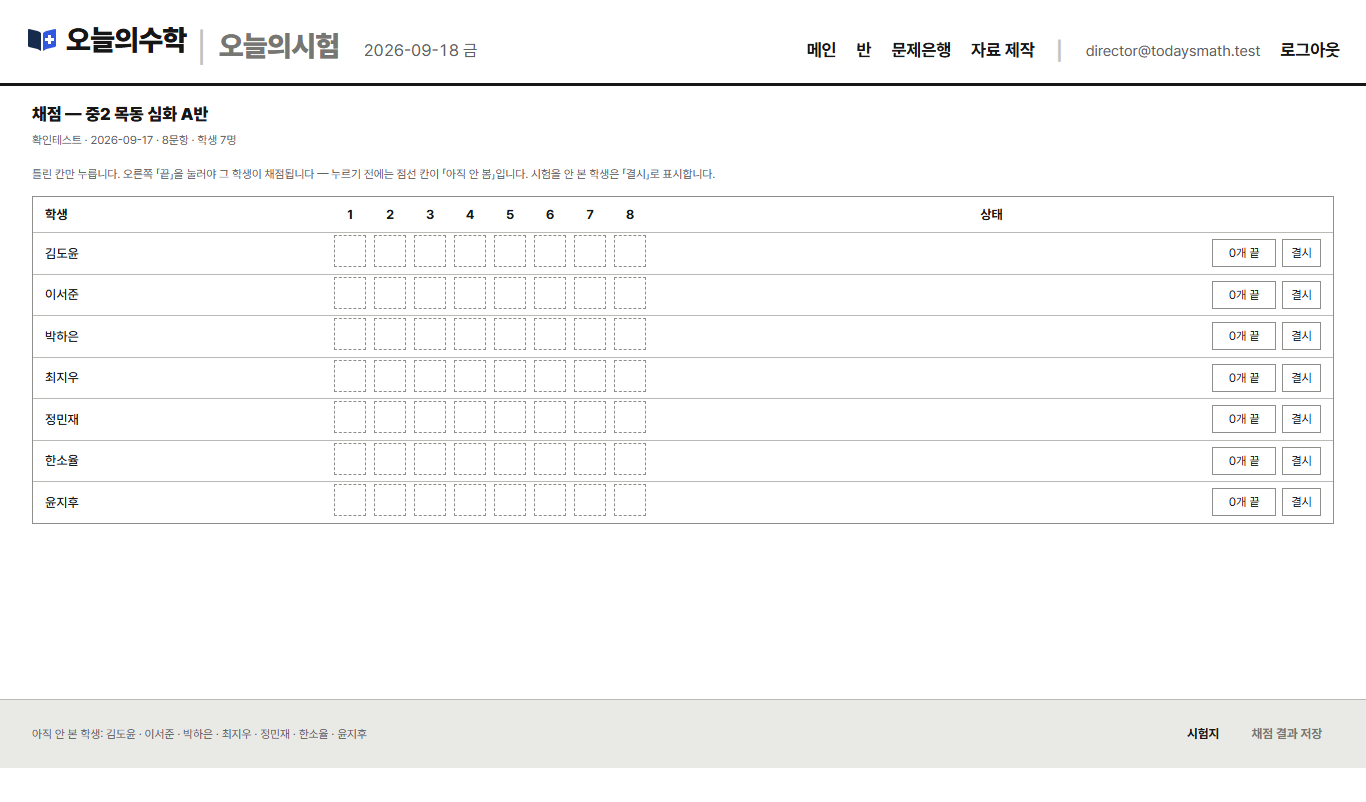 오늘의수학 | 오늘의시험 2026-09-18 금 메인 반 문제은행 자료 제작 | director@todaysmath.test 로그아웃
채점 — 중2 목동 심화 A반
확인테스트 · 2026-09-17 · 8문항 · 학생 7명
틀린 칸만 누릅니다. 오른쪽 「끝」을 눌러야 그 학생이 채점됩니다 — 누르기 전에는 점선 칸이 「아직 안 봄」입니다. 시험을 안 본 학생은 「결시」로 표시합니다.
학생 1 2 3 4 5 6 7 8 상태
김도윤 0개 끝 결시
이서준 0개 끝 결시
박하은 0개 끝 결시
최지우 0개 끝 결시
정민재 0개 끝 결시
한소율 0개 끝 결시
윤지후 0개 끝 결시
아직 안 본 학생: 김도윤 · 이서준 · 박하은 · 최지우 · 정민재 · 한소율 · 윤지후 시험지 채점 결과 저장